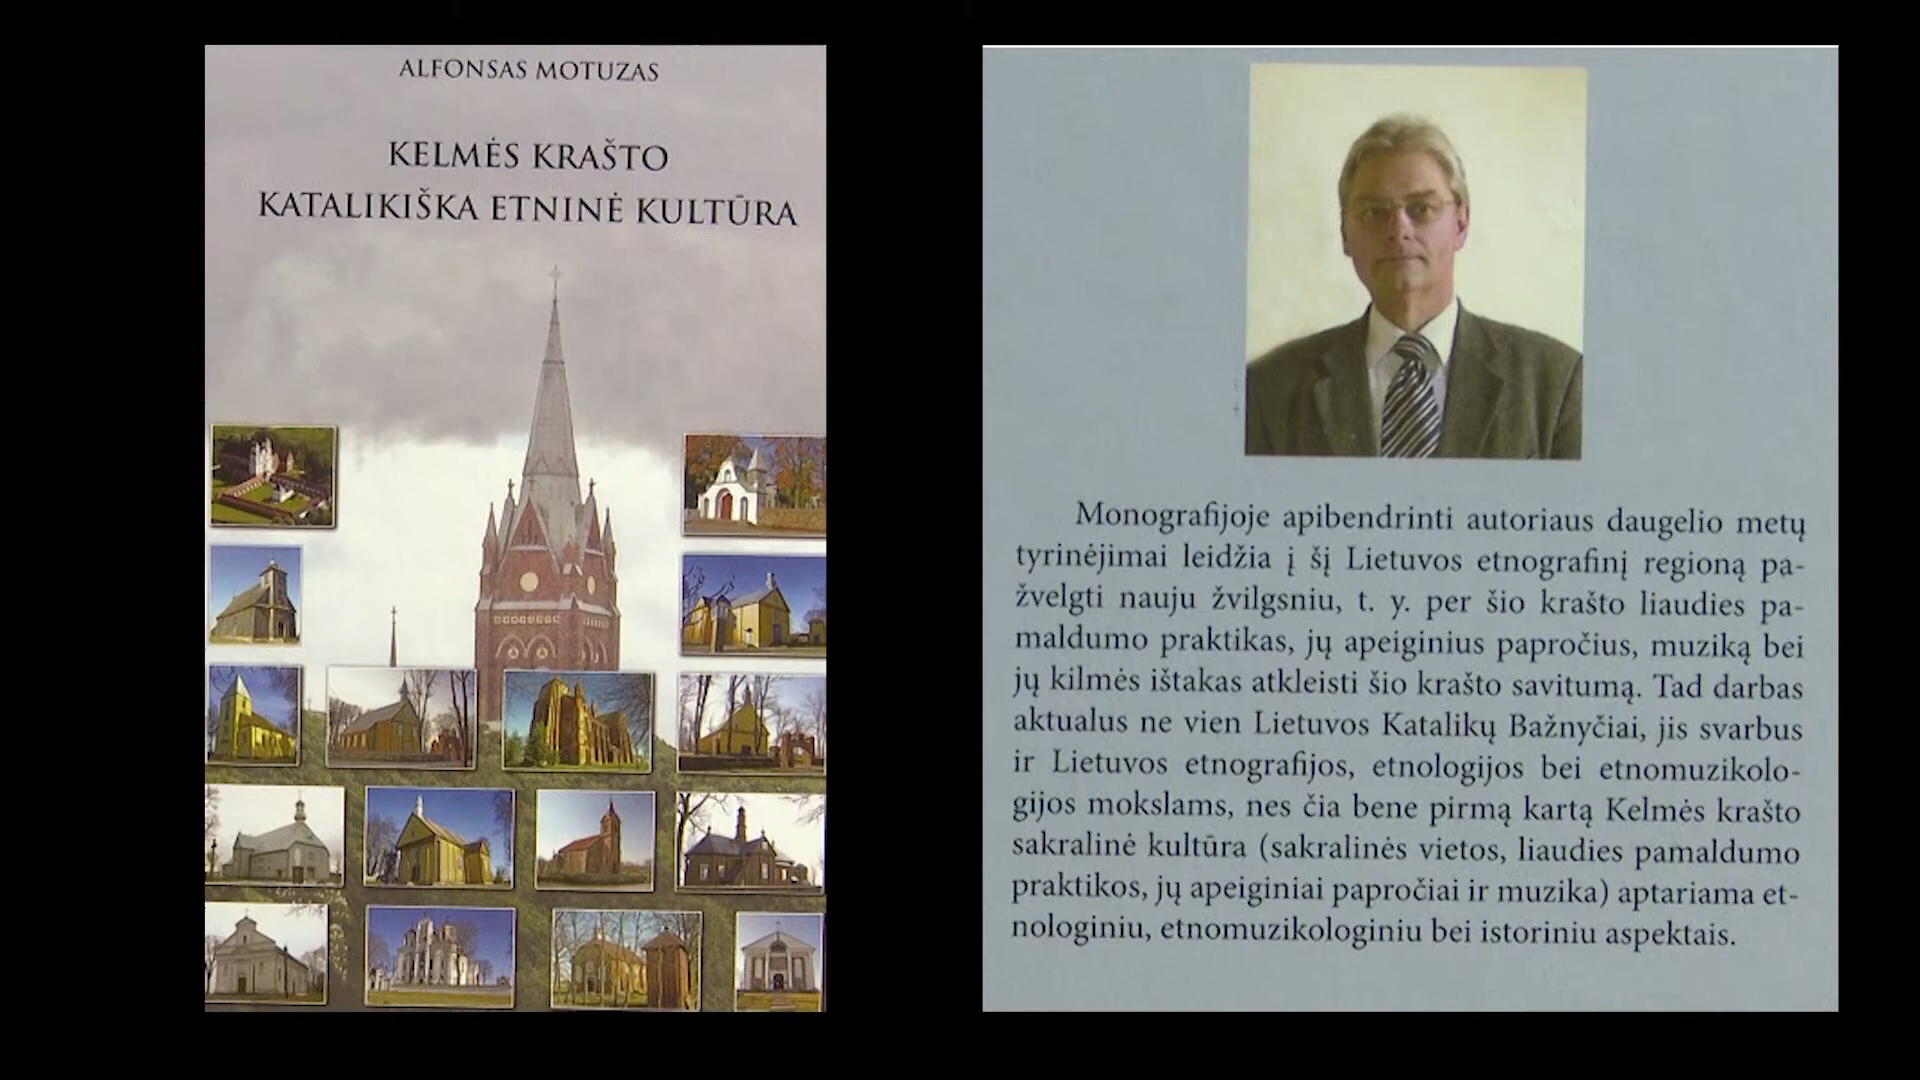 ALFONSAS MOTUZAS
KELMĖS KRAŠTO
KATALIKIŠKA ETNINĖ KULTŪRA
Monografijoje apibendrinti autoriaus daugelio metų
tyrinėjimai leidžia į šį Lietuvos etnografinį regioną pa-
žvelgti nauju žvilgsniu, t. y. per šio krašto liaudies pa-
maldumo praktikas, jų apeiginius papročius, muziką bei
jų kilmės ištakas atkleisti šio krašto savitumą. Tad darbas
aktualus ne vien Lietuvos Katalikų Bažnyčiai, jis svarbus
ir Lietuvos etnografijos, etnologijos bei etnomuzikolo-
gijos mokslams, nes čia bene pirmą kartą Kelmės krašto
sakralinė kultūra (sakralinės vietos, liaudies pamaldumo
praktikos, jų apeiginiai papročiai ir muzika) aptariama et-
nologiniu, etnomuzikologiniu bei istoriniu aspektais.